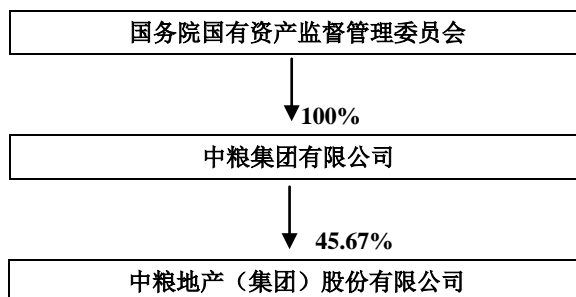 国务院国有资产监督管理委员会
100%
中粮集团有限公司
45.67%
中粮地产（集团）股份有限公司